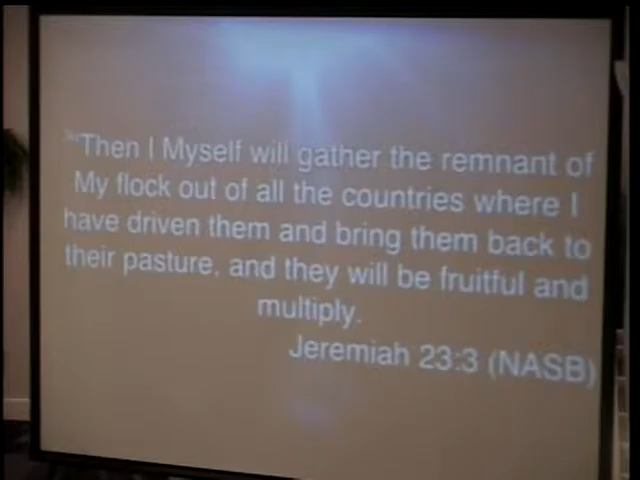 "Then I Myself will gather the remnant of
My flock out of all the countries where I
have driven them and bring them back to
their pasture, and they will be fruitful and
multiply.
Jeremiah 23:3 (NASB)